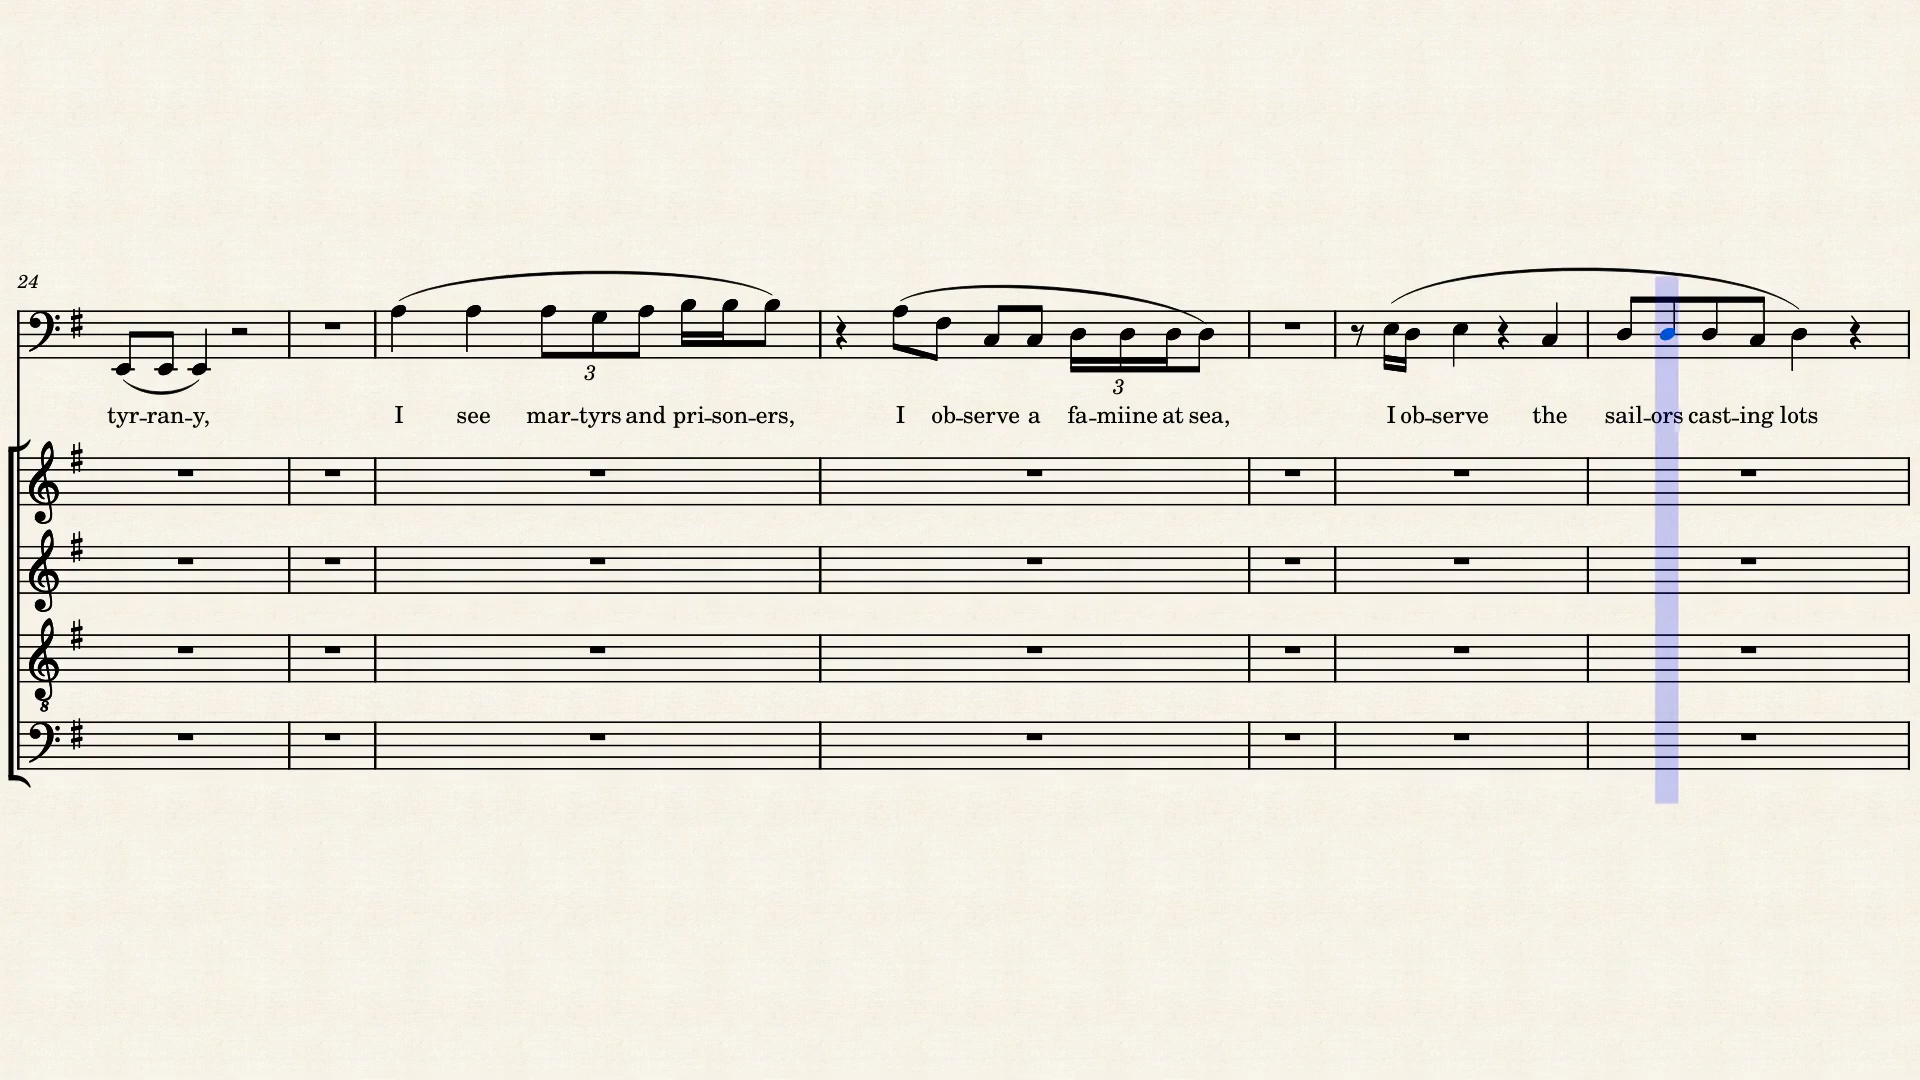 24
3
3
tyr-ran-y, I see mar-tyrs and pri-son-ers, I ob-serve a fa-miine at sea, I ob-serve the sail-ors cast-ing lots
8